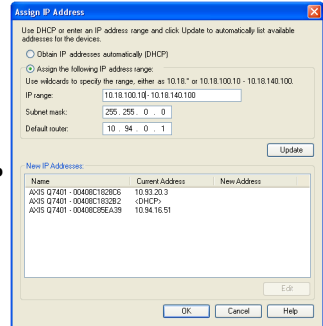 Assign IP Address
Use DHCP or enter an IP address range and click Update to automatically list available
addresses for the devices.
Obtain IP addresses automatically (DHCP)
Assign the following IP address range:
Use wildcards to specify the range, either as 10.18.* or 10.18.100.10 - 10.18.140.100.
IP range: 10.18.100.10 - 10.18.140.100
Subnet mask: 255 . 255 . 0 . 0
Default router: 10 . 94 . 0 . 1
Update
New IP Addresses:
Name Current Address New Address
AXIS Q7401 - 00408C1828C6 10.93.20.3
AXIS Q7401 - 00408C1832B2 <DHCP>
AXIS Q7401 - 00408C85EA39 10.94.16.51
Edit
OK Cancel Help